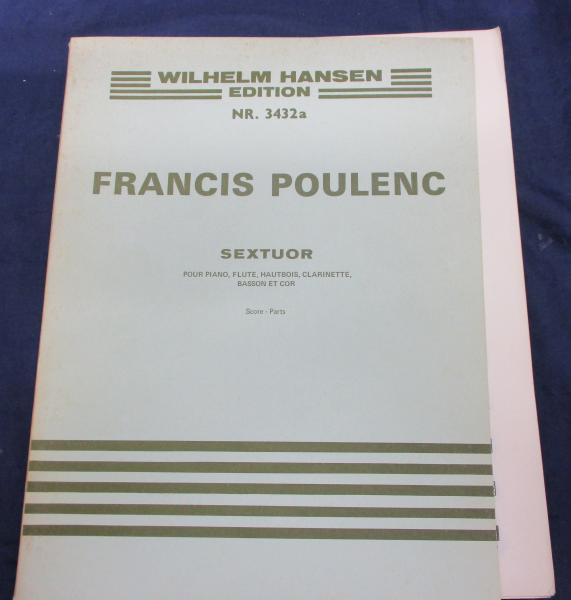 WILHELM HANSEN
EDITION
NR. 3432a
FRANCIS POULENC
SEXTUOR
POUR PIANO, FLUTE, HAUTBOIS, CLARINETTE,
BASSON ET COR
Score - Parts